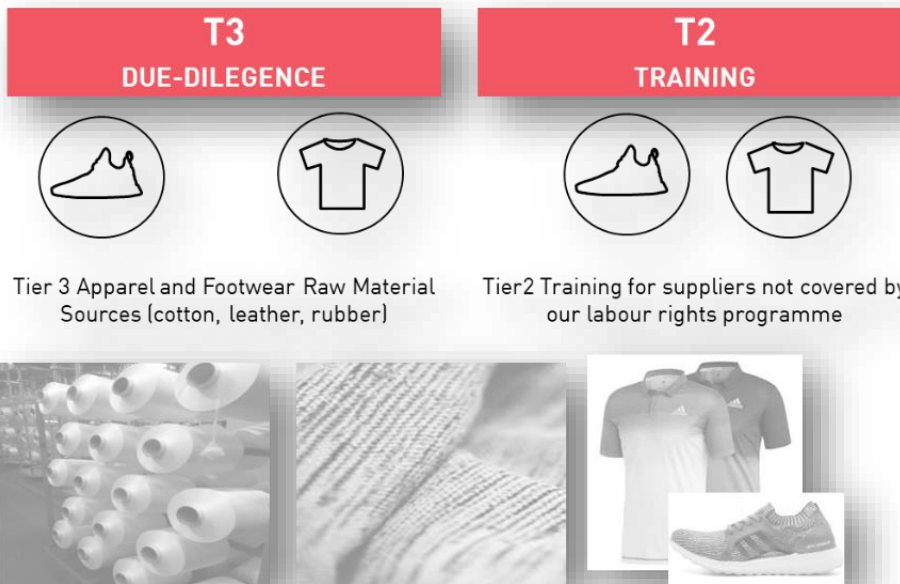 T3
DUE-DILEGENCE
T2
TRAINING
Tier 3 Apparel and Footwear Raw Material
Sources (cotton, leather, rubber)
Tier2 Training for suppliers not covered by
our labour rights programme